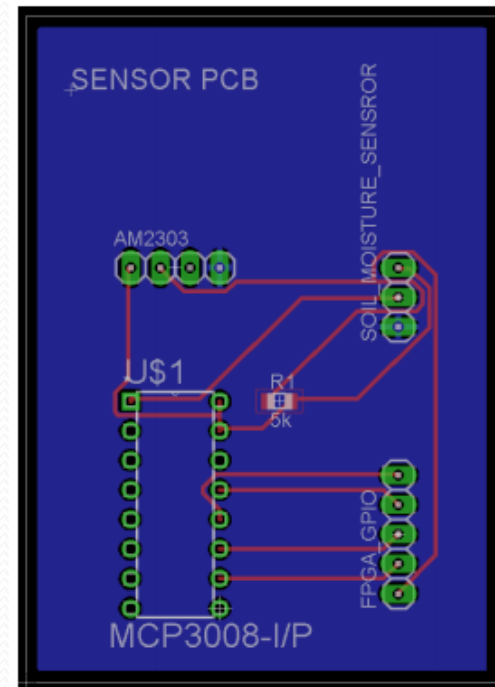 SENSOR PCB
SOIL_MOISTURE_SENSROR
AM2303
U$1
R1
5k
FPGA_GPIO
MCP3008-I/P